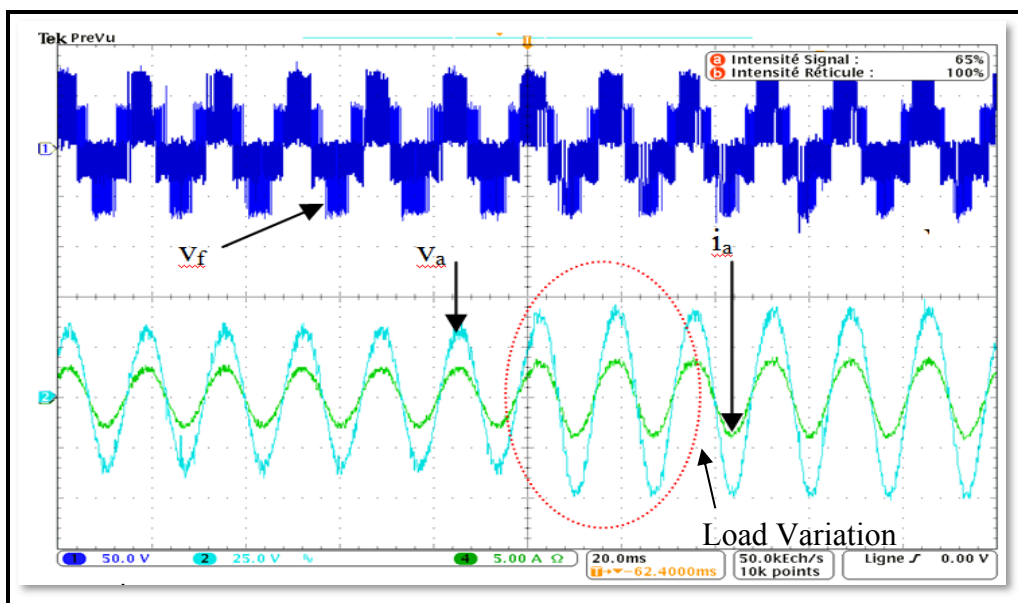 Tek PreVu
T
a Intensité Signal : 65%
b Intensité Réticule : 100%
1
vf
va
ia
2
Load Variation
1 50.0 V 2 25.0 V 4 5.00 A Ω
20.0ms
T→▼−62.4000ms
50.0kEch/s
10k points
Ligne ƒ 0.00 V